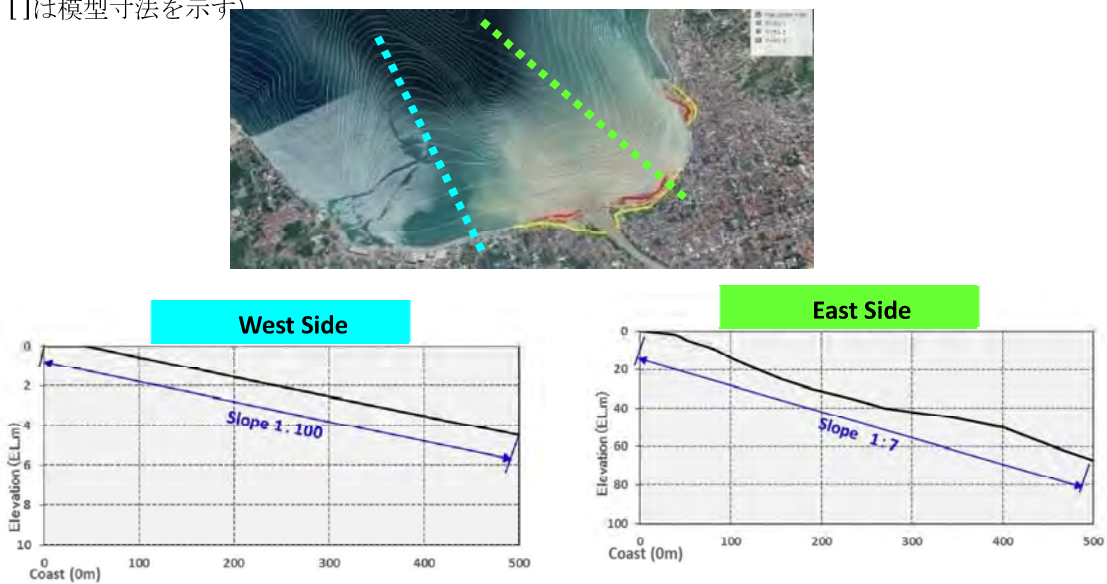 [ ]は模型寸法を示す)
West Side
East Side
0
2
4
6
8
10
Elevation (E.L.m)
Slope 1 : 100
0
100
200
300
400
500
Coast (0m)
0
20
40
60
80
100
Elevation (E.L.m)
Slope 1:7
0
100
200
300
400
500
Coast (0m)